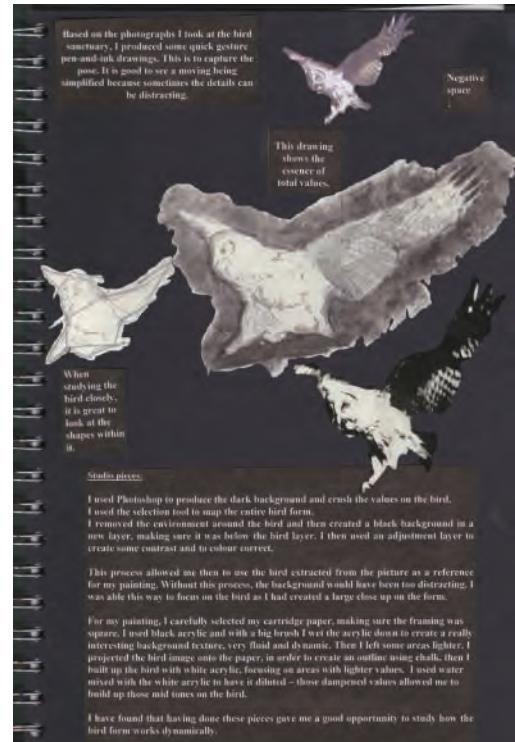 Based on the photographs I took at the bird
sanctuary, I produced some quick gesture
pen-and-ink drawings. This is to capture the
pose. It is good to see a moving being
simplified because sometimes the details can
be distracting.
Negative
space
.
This drawing
shows the
essence of
total values.
When
studying the
bird closely,
it is great to
look at the
shapes within
it.
Studio pieces:
I used Photoshop to produce the dark background and crush the values on the bird.
I used the selection tool to map the entire bird form.
I removed the environment around the bird and then created a black background in a
new layer, making sure it was below the bird layer. I then used an adjustment layer to
create some contrast and to colour correct.
This process allowed me then to use the bird extracted from the picture as a reference
for my painting. Without this process, the background would have been too distracting. I
was able this way to focus on the bird as I had created a large close up on the form.
For my painting, I carefully selected my cartridge paper, making sure the framing was
square. I used black acrylic and with a big brush I wet the acrylic down to create a really
interesting background texture, very fluid and dynamic. Then I left some areas lighter. I
projected the bird image onto the paper, in order to create an outline using chalk, then I
built up the bird with white acrylic, focusing on areas with lighter values. I used water
mixed with the white acrylic to have it diluted – those dampened values allowed me to
build up those mid tones on the bird.
I have found that having done these pieces gave me a good opportunity to study how the
bird form works dynamically.